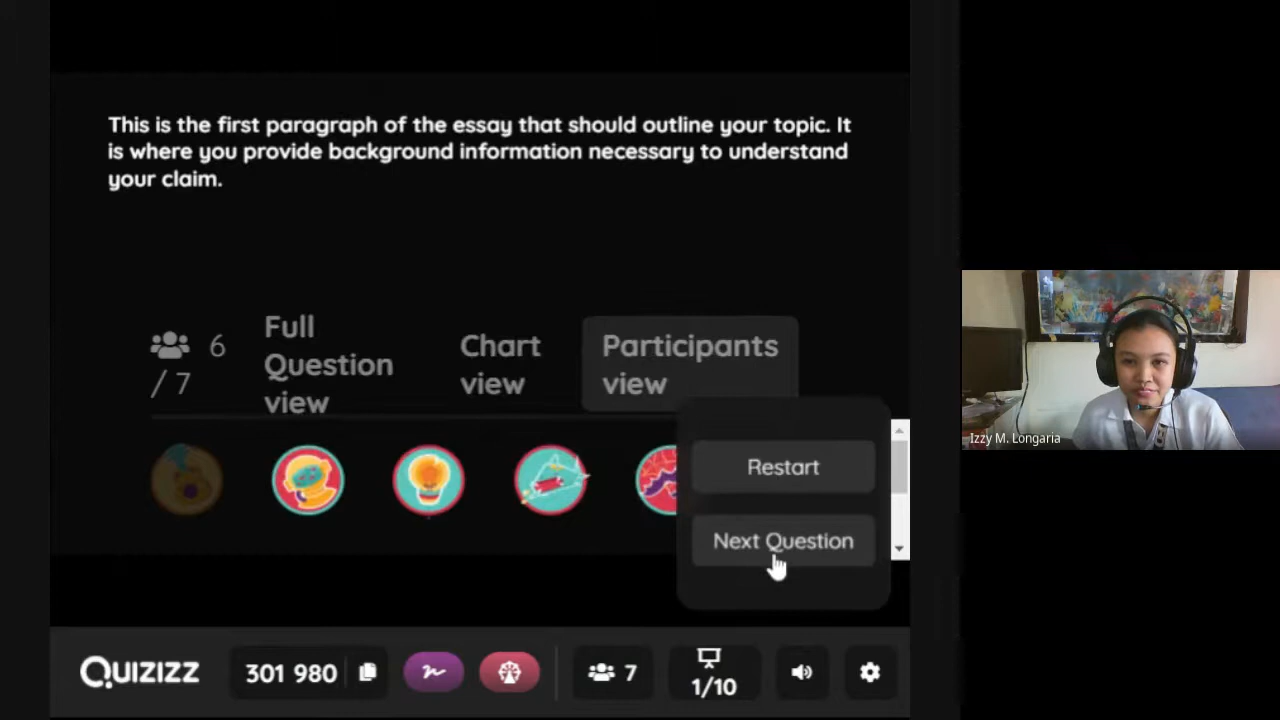 This is the first paragraph of the essay that should outline your topic. It
is where you provide background information necessary to understand
your claim.
6
/ 7
Full
Question
view
Chart
view
Participants
view
Restart
Next Question
Izzy M. Longaria
QUIZIZZ
301 980
7
1/10